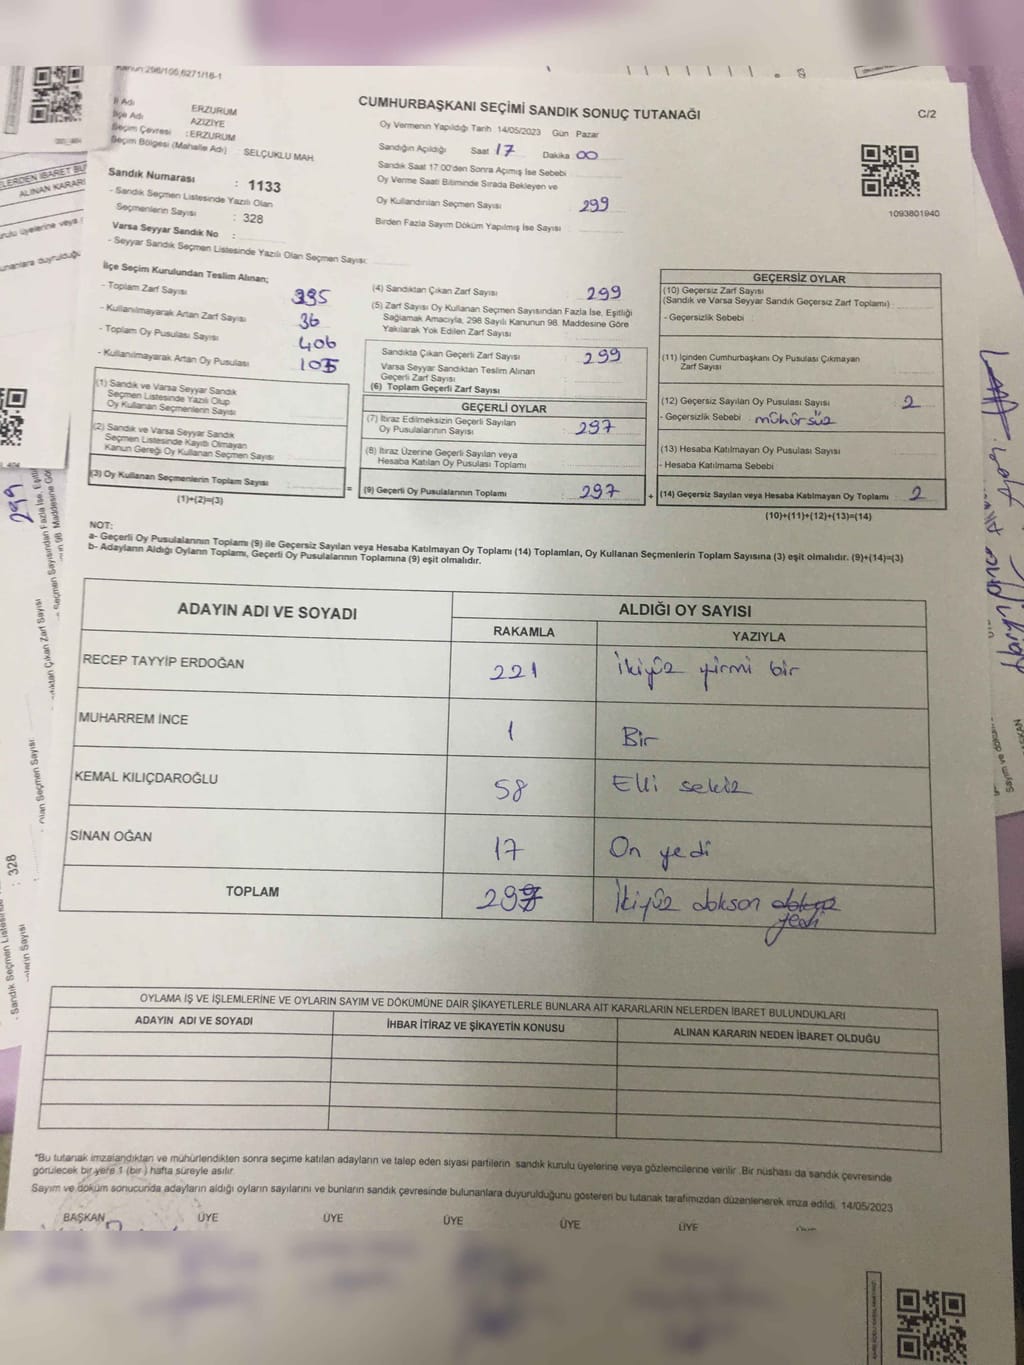 Kanun:298/106,6271/18-1
CUMHURBAŞKANI SEÇİMİ SANDIK SONUÇ TUTANAĞI
C/2
İl Adı ERZURUM
İlçe Adı AZİZİYE
Seçim Çevresi :ERZURUM
Seçim Bölgesi (Mahalle Adı) SELÇUKLU MAH.
Sandık Numarası : 1133
- Sandık Seçmen Listesinde Yazılı Olan
Seçmenlerin Sayısı : 328
Varsa Seyyar Sandık No :
- Seyyar Sandık Seçmen Listesinde Yazılı Olan Seçmen Sayısı:
Oy Vermenin Yapıldığı Tarih 14/05/2023 Gün Pazar
Sandığın Açıldığı Saat 17 Dakika 00
Sandık Saat 17:00'den Sonra Açımış İse Sebebi
Oy Verme Saati Bitiminde Sırada Bekleyen ve
Oy Kullandırılan Seçmen Sayısı 299
Birden Fazla Sayım Döküm Yapılmış İse Sayısı
1093801940
İlçe Seçim Kurulundan Teslim Alınan;
- Toplam Zarf Sayısı 335
- Kullanılmayarak Artan Zarf Sayısı 36
- Toplam Oy Pusulası Sayısı 406
- Kullanılmayarak Artan Oy Pusulası 105
(1) Sandık ve Varsa Seyyar Sandık
Seçmen Listesinde Yazılı Olup
Oy Kullanan Seçmenlerin Sayısı
(2) Sandık ve Varsa Seyyar Sandık
Seçmen Listesinde Kayıtlı Olmayan
Kanun Gereği Oy Kullanan Seçmen Sayısı
(3) Oy Kullanan Seçmenlerin Toplam Sayısı
(1)+(2)=(3)
(4) Sandıktan Çıkan Zarf Sayısı 299
(5) Zarf Sayısı Oy Kullanan Seçmen Sayısından Fazla İse, Eşitliği
Sağlamak Amacıyla, 298 Sayılı Kanunun 98. Maddesine Göre
Yakılarak Yok Edilen Zarf Sayısı
Sandıkta Çıkan Geçerli Zarf Sayısı 299
Varsa Seyyar Sandıktan Teslim Alınan
Geçerli Zarf Sayısı
(6) Toplam Geçerli Zarf Sayısı
GEÇERLİ OYLAR
(7) İtiraz Edilmeksizin Geçerli Sayılan
Oy Pusulalarının Sayısı 297
(8) İtiraz Üzerine Geçerli Sayılan veya
Hesaba Katılan Oy Pusulası Toplamı
= (9) Geçerli Oy Pusulalarının Toplamı 297 +
GEÇERSİZ OYLAR
(10) Geçersiz Zarf Sayısı
(Sandık ve Varsa Seyyar Sandık Geçersiz Zarf Toplamı)
- Geçersizlik Sebebi :
(11) İçinden Cumhurbaşkanı Oy Pusulası Çıkmayan
Zarf Sayısı
(12) Geçersiz Sayılan Oy Pusulası Sayısı 2
- Geçersizlik Sebebi mühürsüz
(13) Hesaba Katılmayan Oy Pusulası Sayısı
- Hesaba Katılmama Sebebi
(14) Geçersiz Sayılan veya Hesaba Katılmayan Oy Toplamı 2
(10)+(11)+(12)+(13)=(14)
NOT:
a- Geçerli Oy Pusulalarının Toplamı (9) ile Geçersiz Sayılan veya Hesaba Katılmayan Oy Toplamı (14) Toplamları, Oy Kullanan Seçmenlerin Toplam Sayısına (3) eşit olmalıdır. (9)+(14)=(3)
b- Adayların Aldığı Oyların Toplamı, Geçerli Oy Pusulalarının Toplamına (9) eşit olmalıdır.
ADAYIN ADI VE SOYADI ALDIĞI OY SAYISI
RAKAMLA YAZIYLA
RECEP TAYYİP ERDOĞAN 221 İkiyüz yirmi bir
MUHARREM İNCE 1 Bir
KEMAL KILIÇDAROĞLU 58 Elli sekiz
SİNAN OĞAN 17 On yedi
TOPLAM 297 İkiyüz dokson
yedi
OYLAMA İŞ VE İŞLEMLERİNE VE OYLARIN SAYIM VE DÖKÜMÜNE DAİR ŞİKAYETLERLE BUNLARA AİT KARARLARIN NELERDEN İBARET BULUNDUKLARI
ADAYIN ADI VE SOYADI İHBAR İTİRAZ VE ŞİKAYETİN KONUSU ALINAN KARARIN NEDEN İBARET OLDUĞU
*Bu tutanak imzalandıktan ve mühürlendikten sonra seçime katılan adayların ve talep eden siyasi partilerin sandık kurulu üyelerine veya gözlemcilerine verilir .Bir nüshası da sandık çevresinde
görülecek bir yere 1 (bir ) hafta süreyle asılır.
Sayım ve döküm sonucunda adayların aldığı oyların sayılarını ve bunların sandık çevresinde bulunanlara duyurulduğunu gösteren bu tutanak tarafımızdan düzenlenerek imza edildi. 14/05/2023
BAŞKAN ÜYE ÜYE ÜYE ÜYE ÜYE